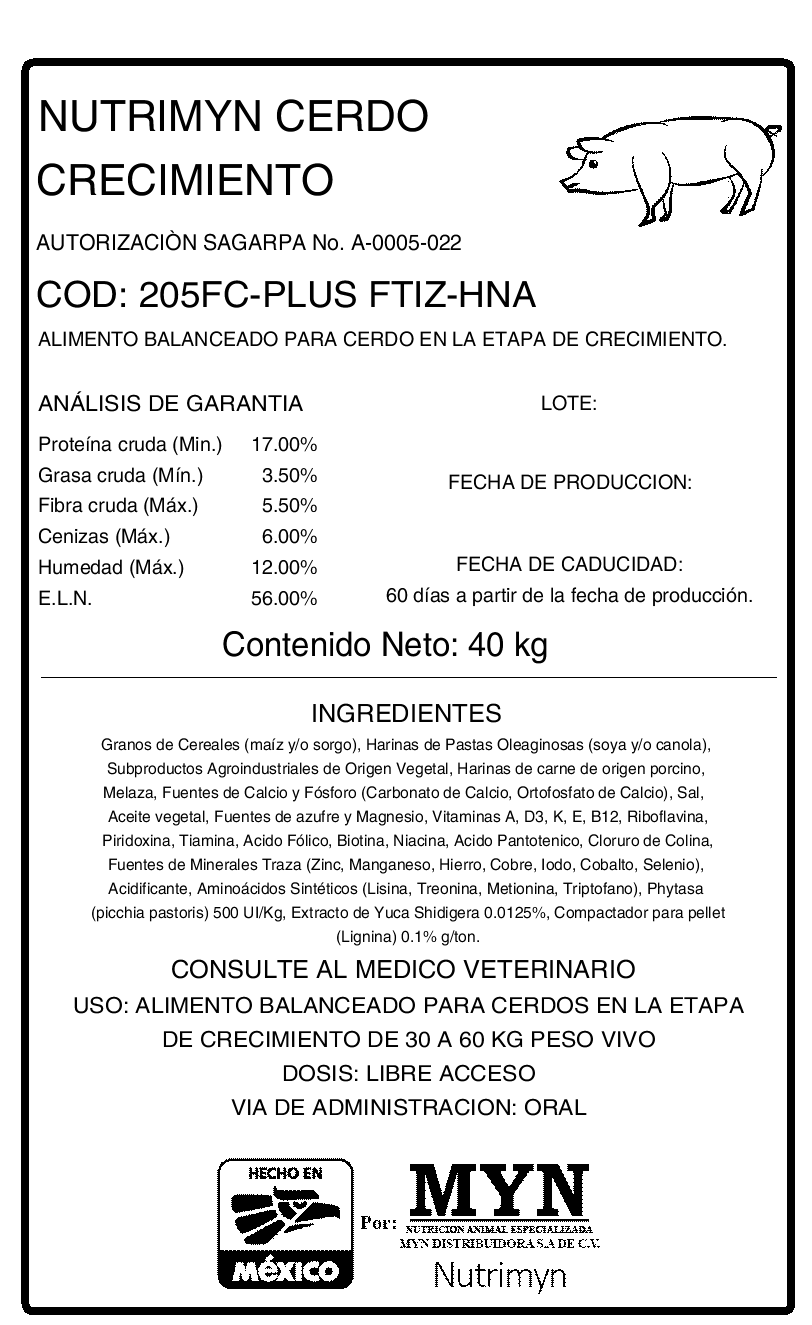 NUTRIMYN CERDO
CRECIMIENTO
AUTORIZACIÒN SAGARPA No. A-0005-022
COD: 205FC-PLUS FTIZ-HNA
ALIMENTO BALANCEADO PARA CERDO EN LA ETAPA DE CRECIMIENTO.
ANÁLISIS DE GARANTIA
Proteína cruda (Min.) 17.00%
Grasa cruda (Mín.) 3.50%
Fibra cruda (Máx.) 5.50%
Cenizas (Máx.) 6.00%
Humedad (Máx.) 12.00%
E.L.N. 56.00%
LOTE:
FECHA DE PRODUCCION:
FECHA DE CADUCIDAD:
60 días a partir de la fecha de producción.
Contenido Neto: 40 kg
INGREDIENTES
Granos de Cereales (maíz y/o sorgo), Harinas de Pastas Oleaginosas (soya y/o canola),
Subproductos Agroindustriales de Origen Vegetal, Harinas de carne de origen porcino,
Melaza, Fuentes de Calcio y Fósforo (Carbonato de Calcio, Ortofosfato de Calcio), Sal,
Aceite vegetal, Fuentes de azufre y Magnesio, Vitaminas A, D3, K, E, B12, Riboflavina,
Piridoxina, Tiamina, Acido Fólico, Biotina, Niacina, Acido Pantotenico, Cloruro de Colina,
Fuentes de Minerales Traza (Zinc, Manganeso, Hierro, Cobre, Iodo, Cobalto, Selenio),
Acidificante, Aminoácidos Sintéticos (Lisina, Treonina, Metionina, Triptofano), Phytasa
(picchia pastoris) 500 UI/Kg, Extracto de Yuca Shidigera 0.0125%, Compactador para pellet
(Lignina) 0.1% g/ton.
CONSULTE AL MEDICO VETERINARIO
USO: ALIMENTO BALANCEADO PARA CERDOS EN LA ETAPA
DE CRECIMIENTO DE 30 A 60 KG PESO VIVO
DOSIS: LIBRE ACCESO
VIA DE ADMINISTRACION: ORAL
HECHO EN
MéXICO
Por:
MYN
NUTRICION ANIMAL ESPECIALIZADA
MYN DISTRIBUIDORA S.A DE C.V.
Nutrimyn